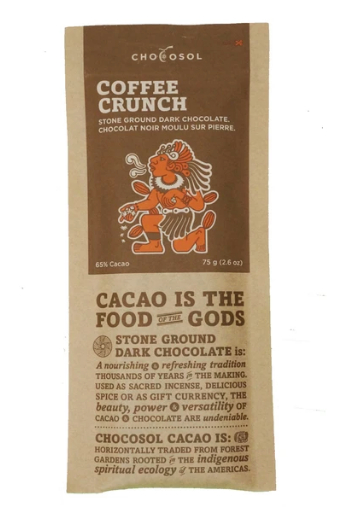 CHOCOSOL
COFFEE
CRUNCH
STONE GROUND DARK CHOCOLATE.
CHOCOLAT NOIR MOULU SUR PIERRE.
65% Cacao 75 g (2.6 oz)
CACAO IS THE
FOOD OF THE GODS
STONE GROUND
DARK CHOCOLATE is:
A nourishing & refreshing tradition
THOUSANDS OF YEARS in THE MAKING.
USED AS SACRED INCENSE, DELICIOUS
SPICE OR AS GIFT CURRENCY, THE
beauty, power & versatility OF
CACAO & CHOCOLATE ARE undeniable.
CHOCOSOL CACAO IS:
HORIZONTALLY TRADED FROM FOREST
GARDENS ROOTED in THE indigenous
spiritual ecology of THE AMERICAS.